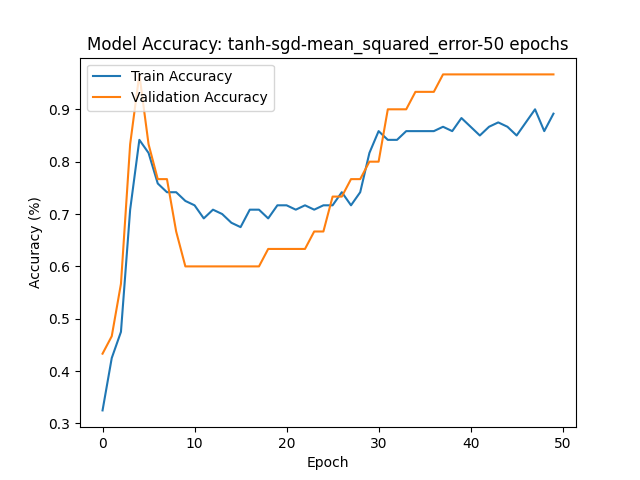 Model Accuracy: tanh-sgd-mean_squared_error-50 epochs
Train Accuracy
Validation Accuracy
Accuracy (%)
0.9
0.8
0.7
0.6
0.5
0.4
0.3
0 10 20 30 40 50
Epoch